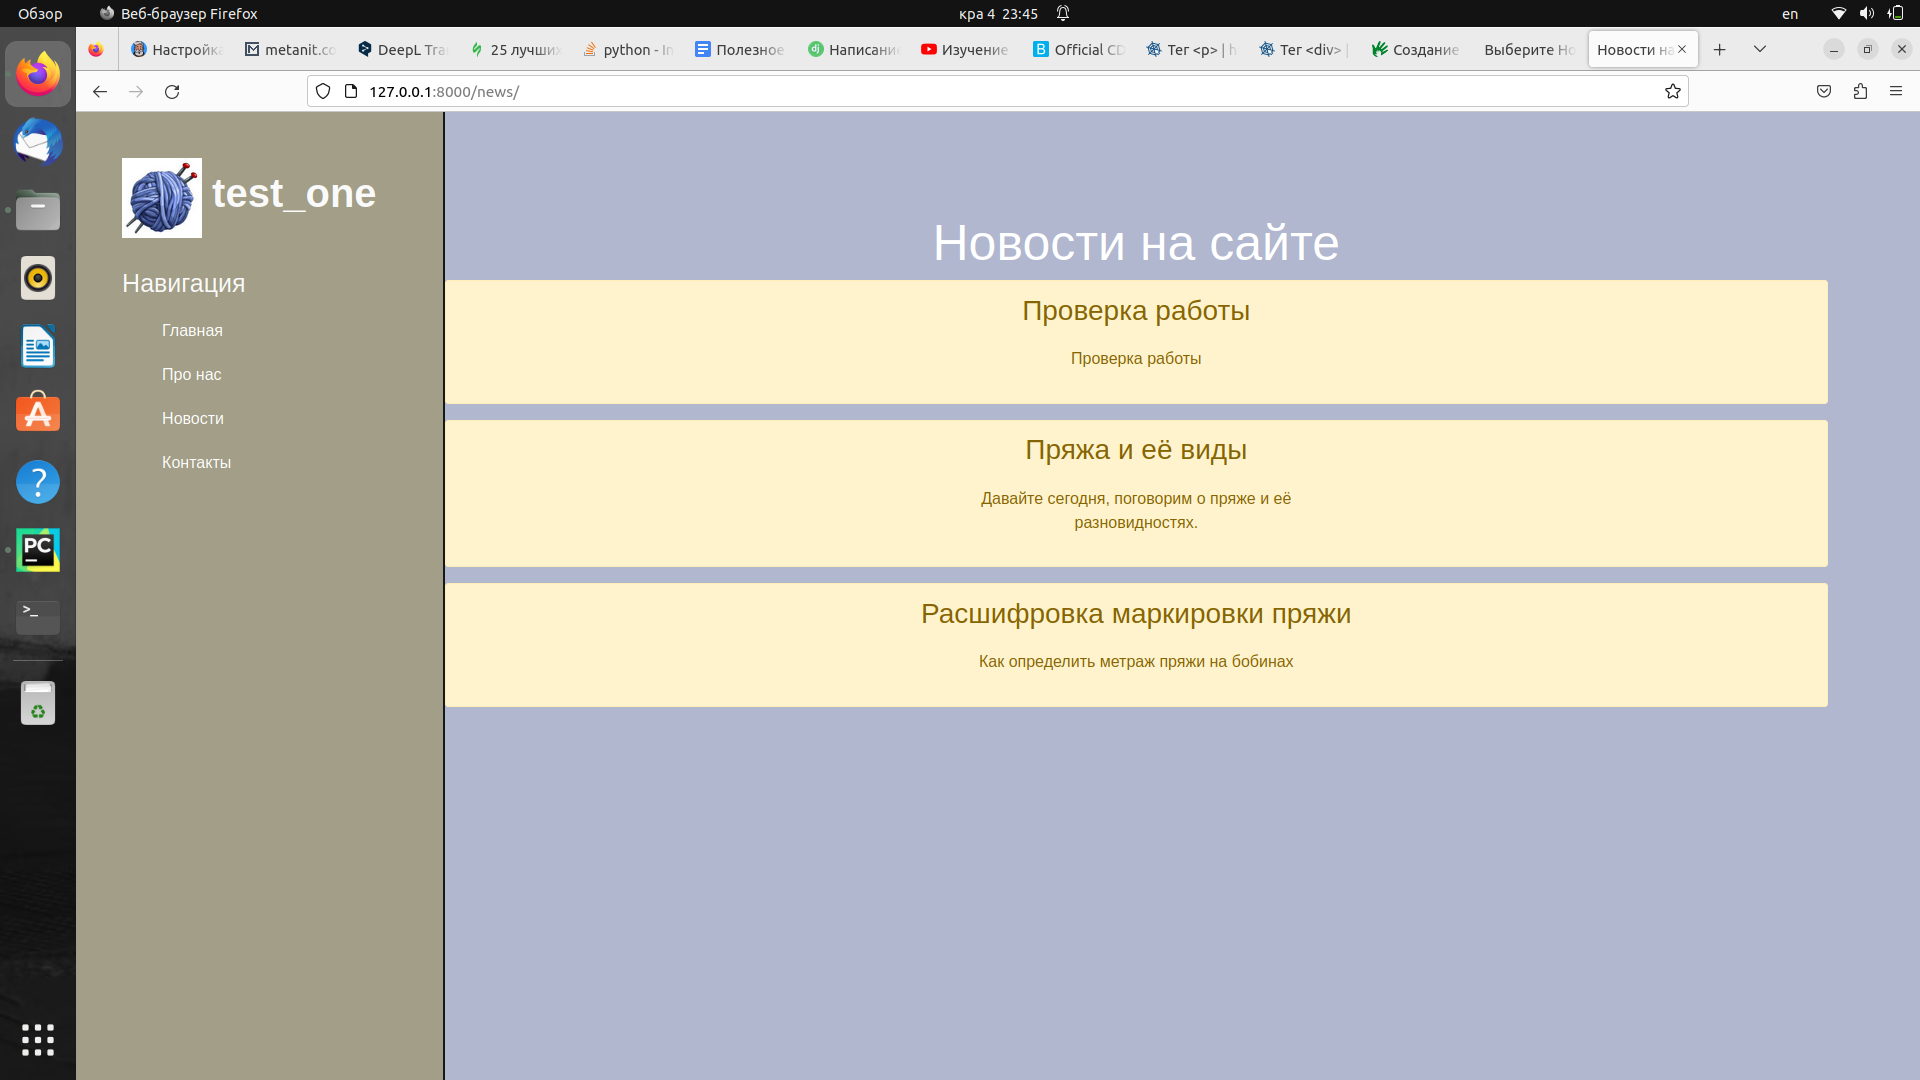 Обзор
Веб-браузер Firefox
кра 4 23:45
en
Настройка
metanit.co
DeepL Tra
25 лучших
python - In
Полезное
Написани
Изучение
Official CD
Тег <p> | h
Тег <div> |
Создание
Выберите Но
Новости на
127.0.0.1:8000/news/
test_one
Навигация
Главная
Про нас
Новости
Контакты
Новости на сайте
Проверка работы
Проверка работы
Пряжа и её виды
Давайте сегодня, поговорим о пряже и её
разновидностях.
Расшифровка маркировки пряжи
Как определить метраж пряжи на бобинах